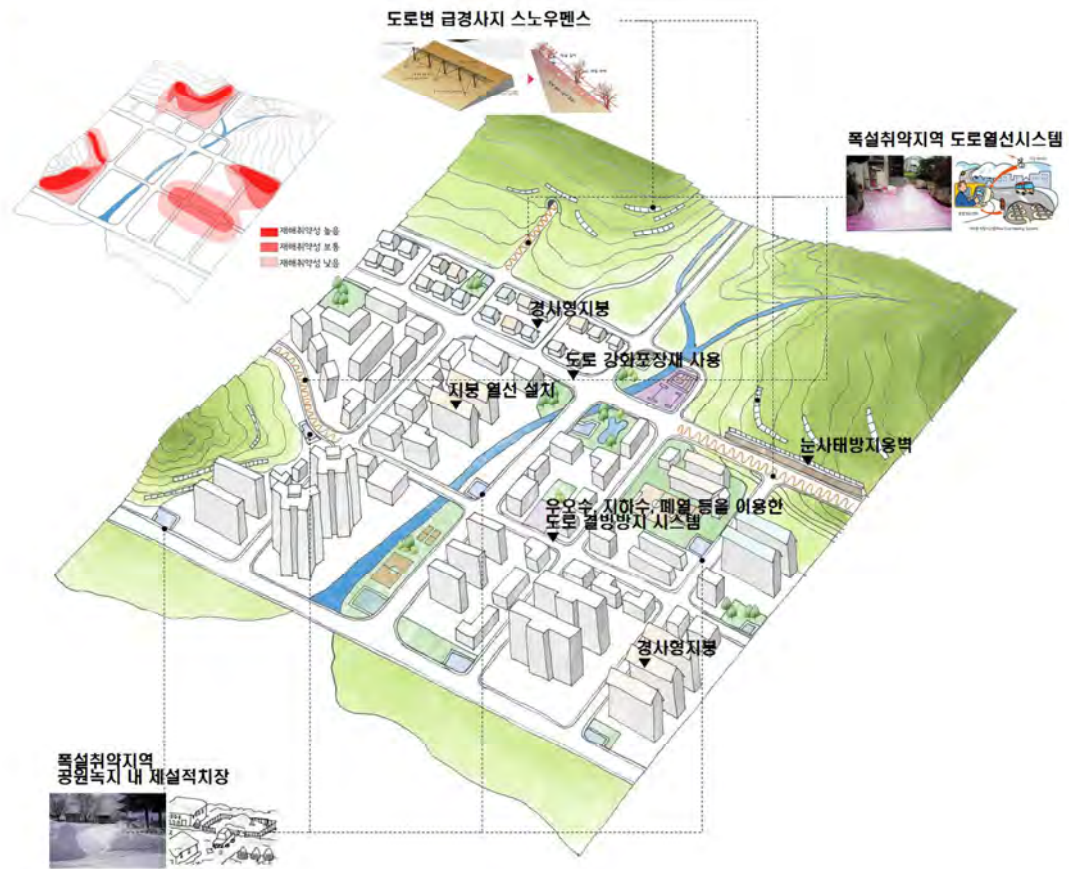 도로변 급경사지 스노우펜스
폭설취약지역 도로열선시스템
재해취약성 높음
재해취약성 보통
재해취약성 낮음
경사형지붕
도로 강화포장재 사용
지붕 열선 설치
눈사태방지옹벽
우오수, 지하수, 폐열 등을 이용한
도로 결빙방지 시스템
경사형지붕
폭설취약지역
공원녹지 내 제설적치장